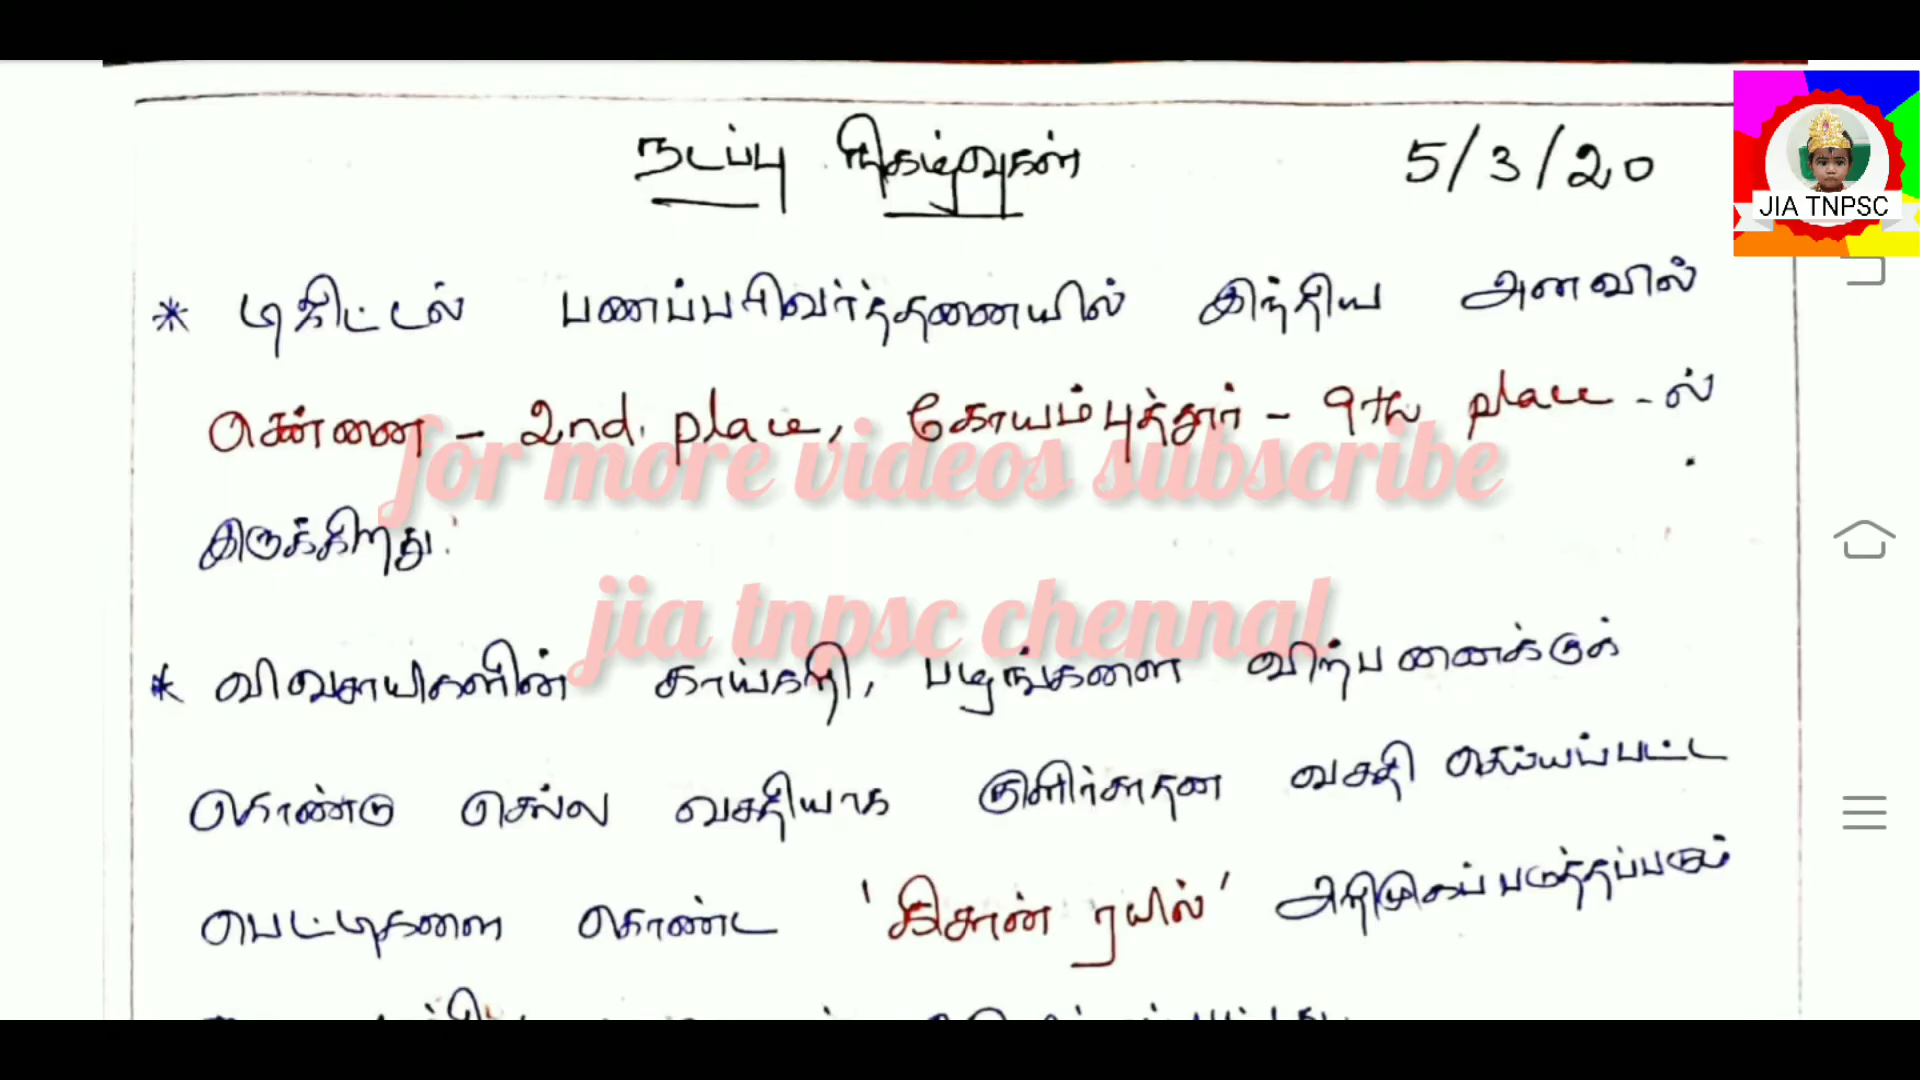 நடப்பு நிகழ்வுகள் 5/3/20
JIA TNPSC
* டிஜிட்டல் பணப்பரிவர்த்தணையில் இந்திய அளவில்
சென்னை - 2nd. place, கோயம்புத்தூர் - 9th place - ல்
for more videos subscribe
இருக்கிறது.
jia tnpsc chennal
* விவசாயிகளின் காய்கறி, பழங்களை விற்பனைக்குக்
கொண்டு செல்ல வசதியாக குளிர்சாதன வசதி செய்யப்பட்ட
பெட்டிகளை கொண்ட 'கிசான் ரயில்' அறிமுகப்படுத்தப்படும்